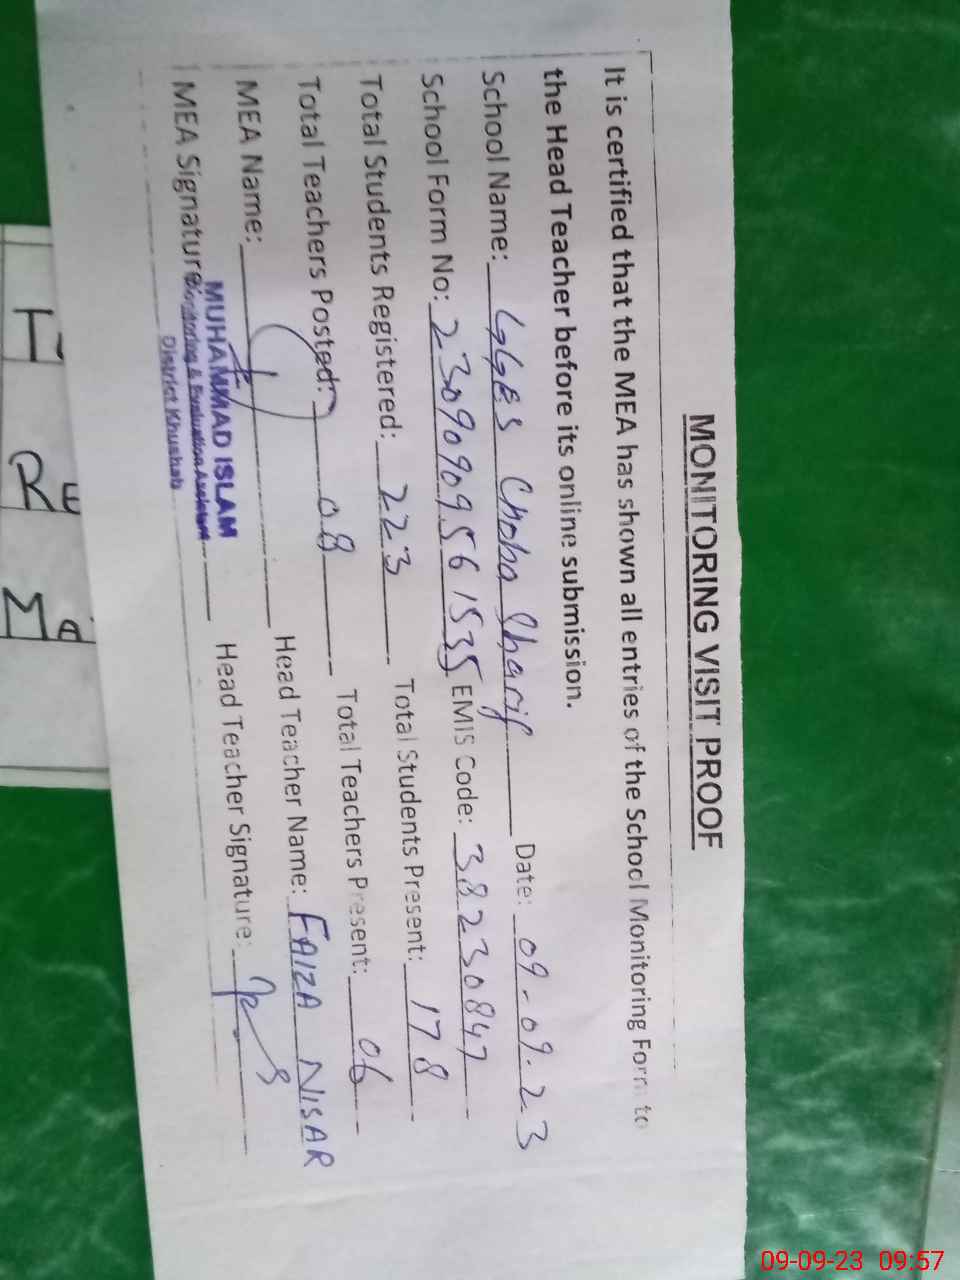 MONITORING VISIT PROOF
It is certified that the MEA has shown all entries of the School Monitoring Form to
the Head Teacher before its online submission.
School Name: GGES Choha Sharif Date: 09-09-23
School Form No: 23090909561535 EMIS Code: 38230847
Total Students Registered: 223 Total Students Present: 178
Total Teachers Posted: 08 Total Teachers Present: 06
MEA Name: Head Teacher Name: FAIZA NISAR
MEA Signature: Head Teacher Signature:
MUHAMMAD ISLAM
Monitoring & Evaluation Assistant
District Khushab
RE
MA
09-09-23 09:57